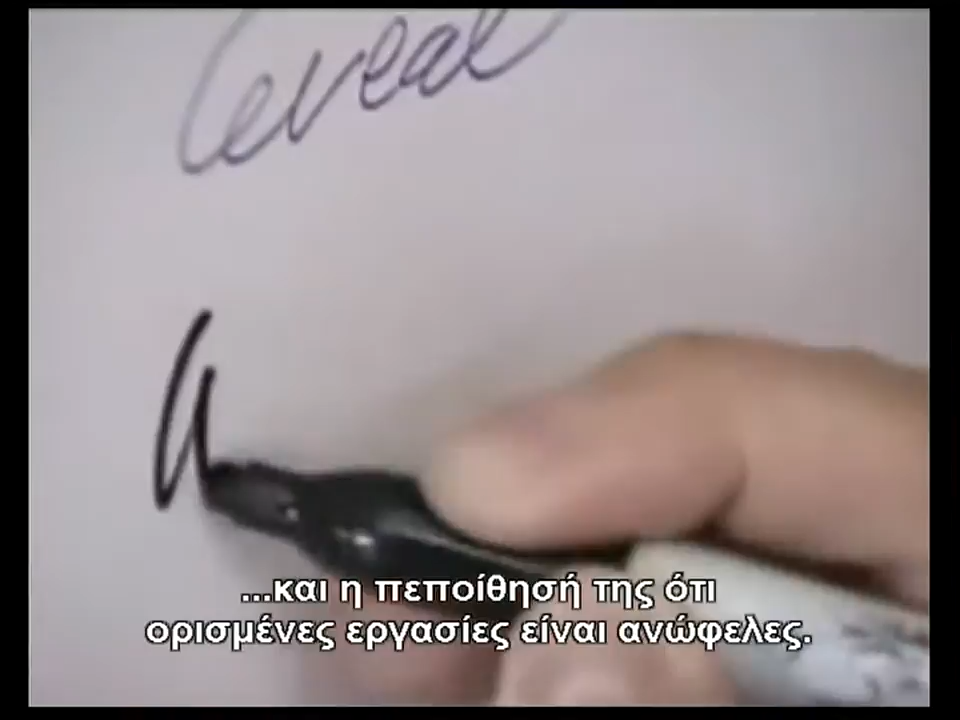 ...και η πεποίθησή της ότι
ορισμένες εργασίες είναι ανώφελες.